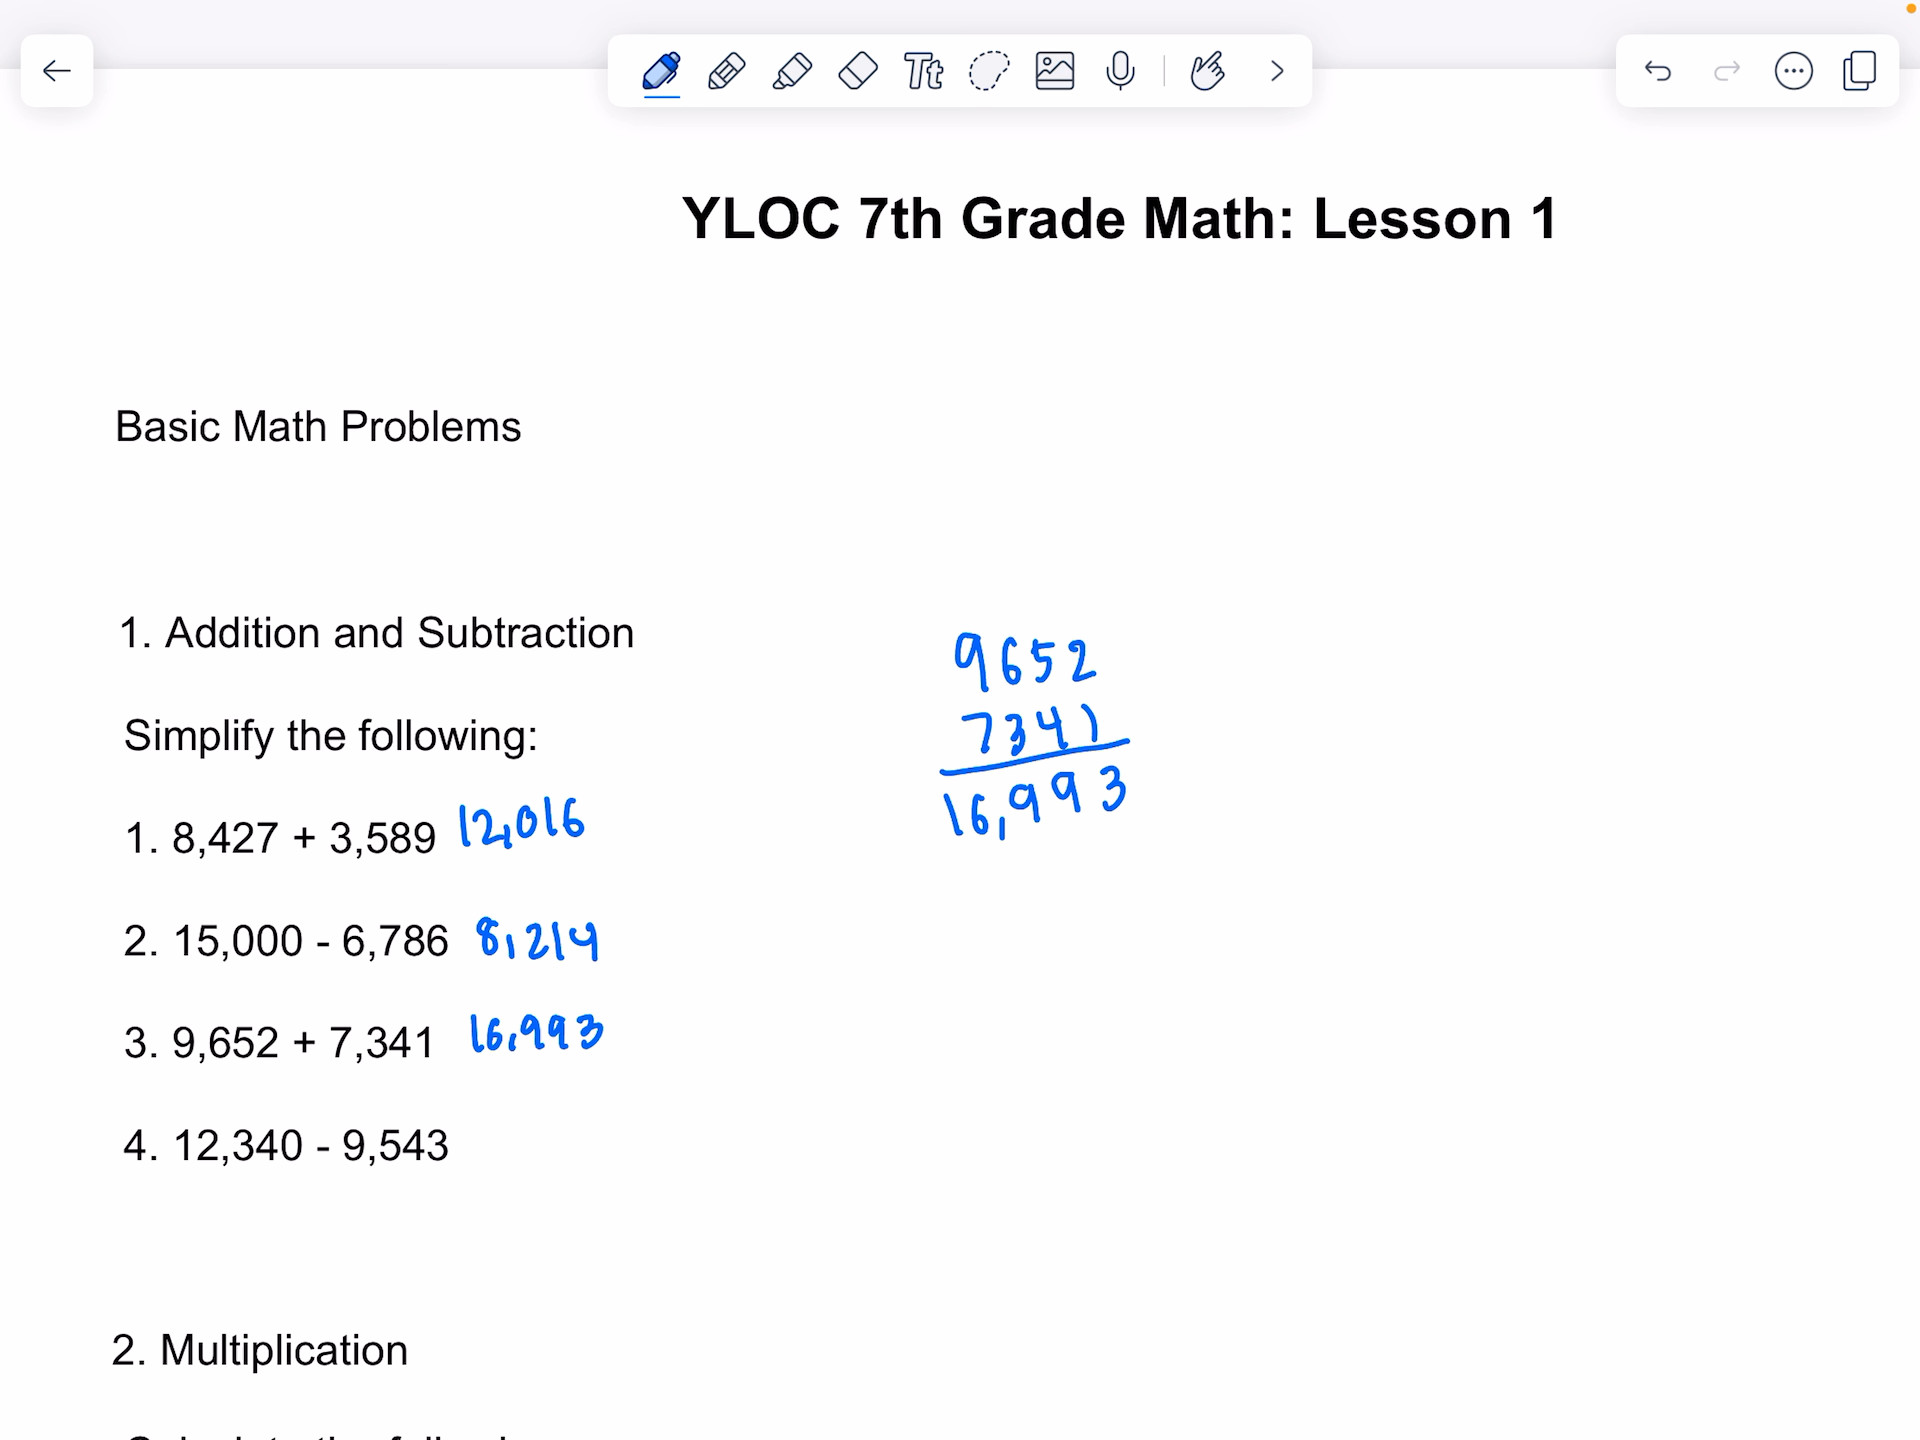 Tt
YLOC 7th Grade Math: Lesson 1
Basic Math Problems
1. Addition and Subtraction
Simplify the following:
1. 8,427 + 3,589 12,016
2. 15,000 - 6,786 8,214
3. 9,652 + 7,341 16,993
4. 12,340 - 9,543
9652
7341
16,993
2. Multiplication